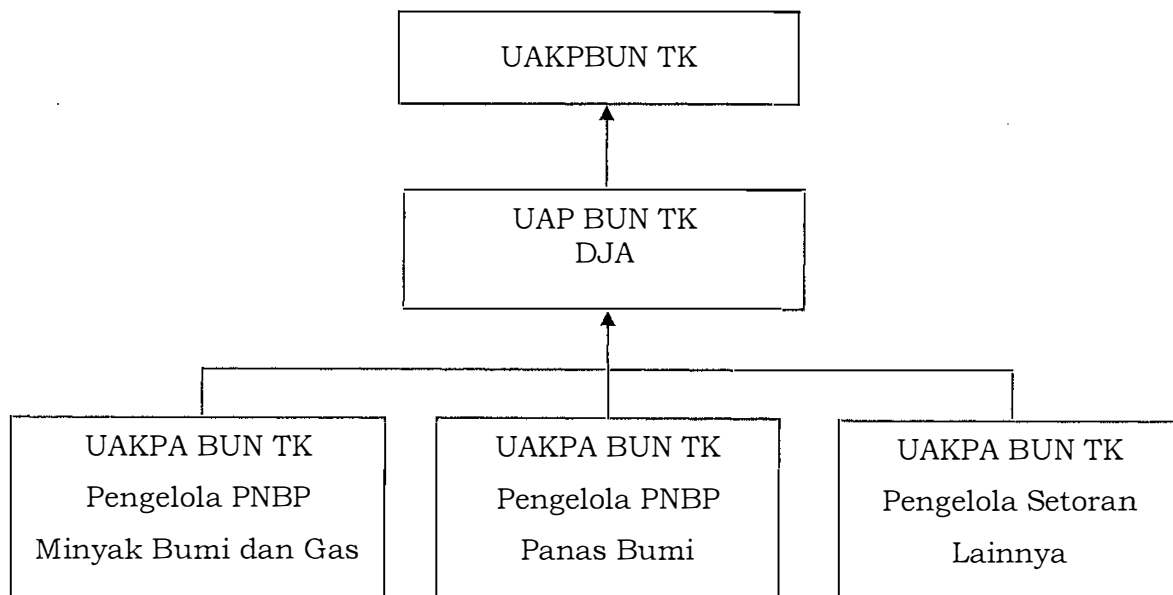 UAKPBUN TK
UAP BUN TK
DJA
UAKPA BUN TK
Pengelola PNBP
Minyak Bumi dan Gas
UAKPA BUN TK
Pengelola PNBP
Panas Bumi
UAKPA BUN TK
Pengelola Setoran
Lainnya